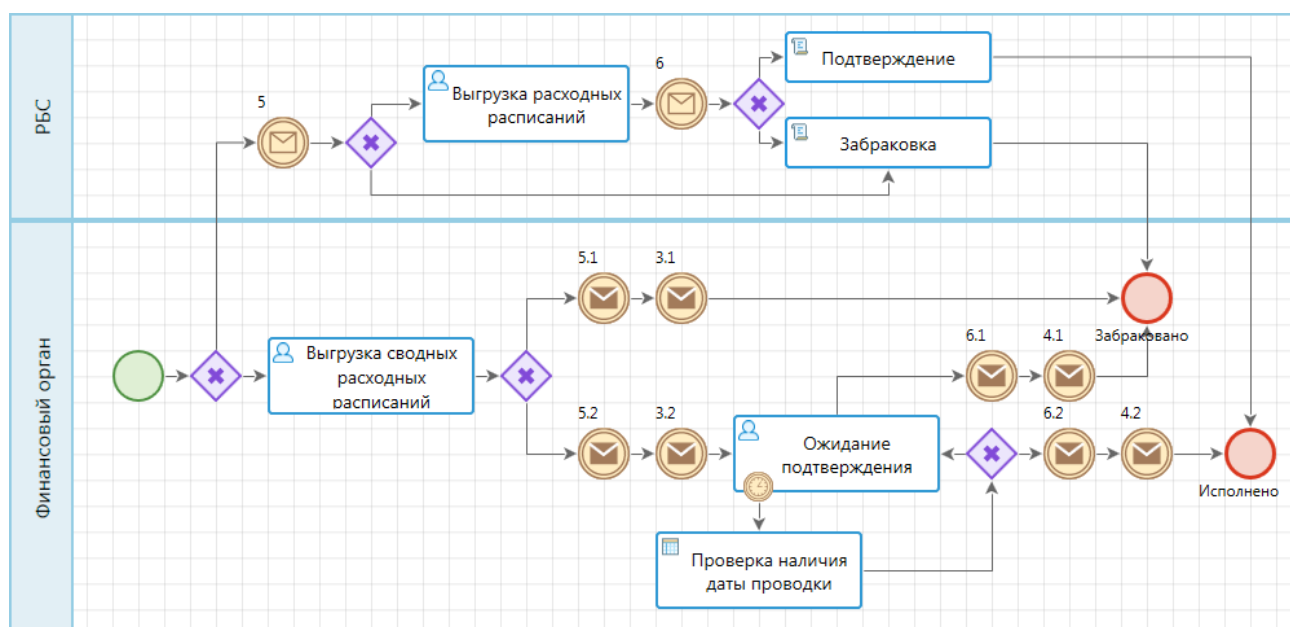 РБС
5
Выгрузка расходных
расписаний
6
Подтверждение
Забраковка
Финансовый орган
5.1
3.1
Выгрузка сводных
расходных
расписаний
6.1
4.1
Забраковано
5.2
3.2
Ожидание
подтверждения
6.2
4.2
Исполнено
Проверка наличия
даты проводки